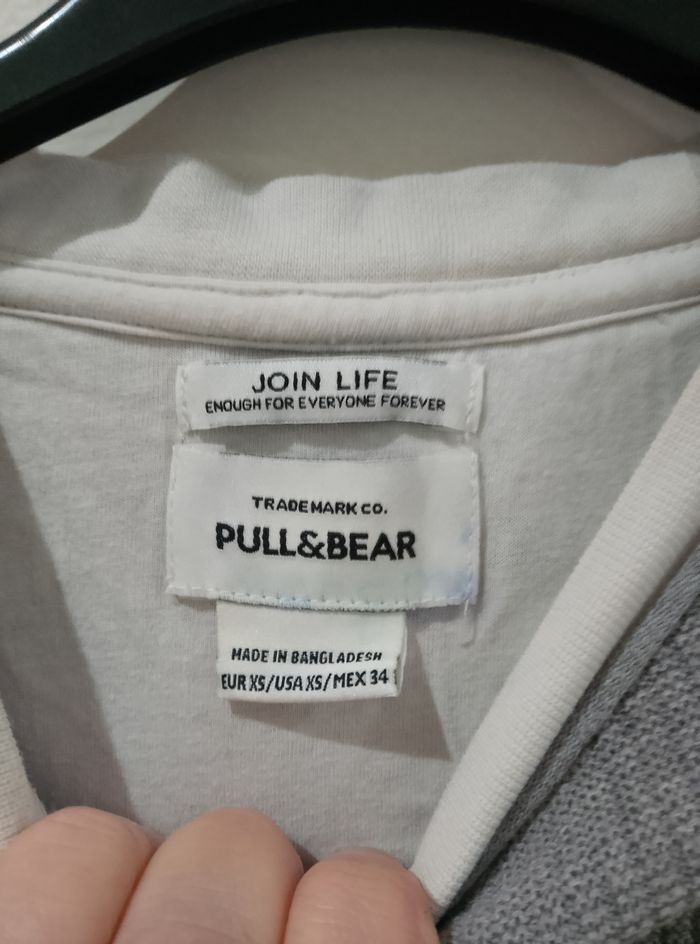 JOIN LIFE
ENOUGH FOR EVERYONE FOREVER
TRADEMARK CO.
PULL&BEAR
MADE IN BANGLADESH
EUR XS/USA XS/MEX 34